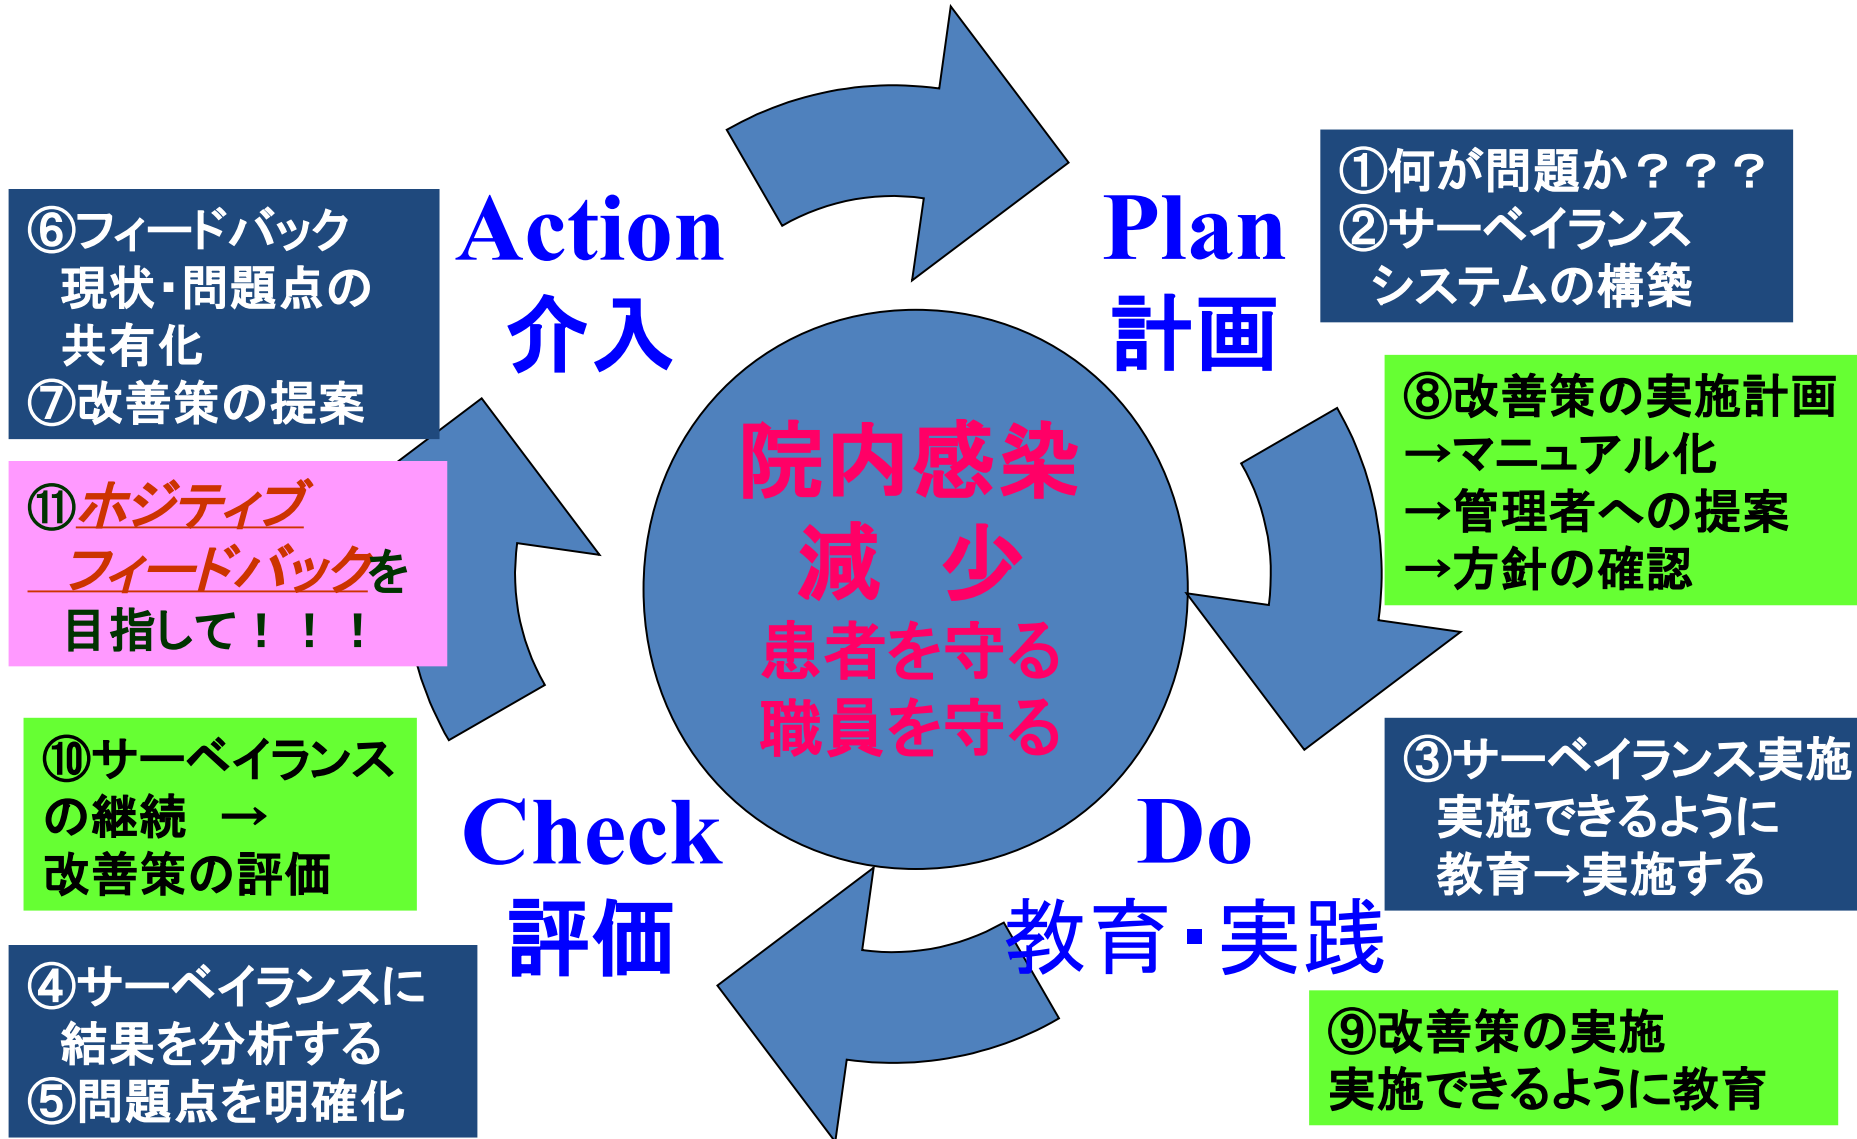 Action
介入
Plan
計画
①何が問題か？？？
②サーベイランス
システムの構築
⑧改善策の実施計画
→マニュアル化
→管理者への提案
→方針の確認
③サーベイランス実施
実施できるように
教育→実施する
Do
教育・実践
⑨改善策の実施
実施できるように教育
Check
評価
④サーベイランスに
結果を分析する
⑤問題点を明確化
⑩サーベイランス
の継続　→
改善策の評価
⑥フィードバック
現状・問題点の
共有化
⑦改善策の提案
⑪ホジティブ
フィードバックを
目指して！！！
院内感染
減　少
患者を守る
職員を守る